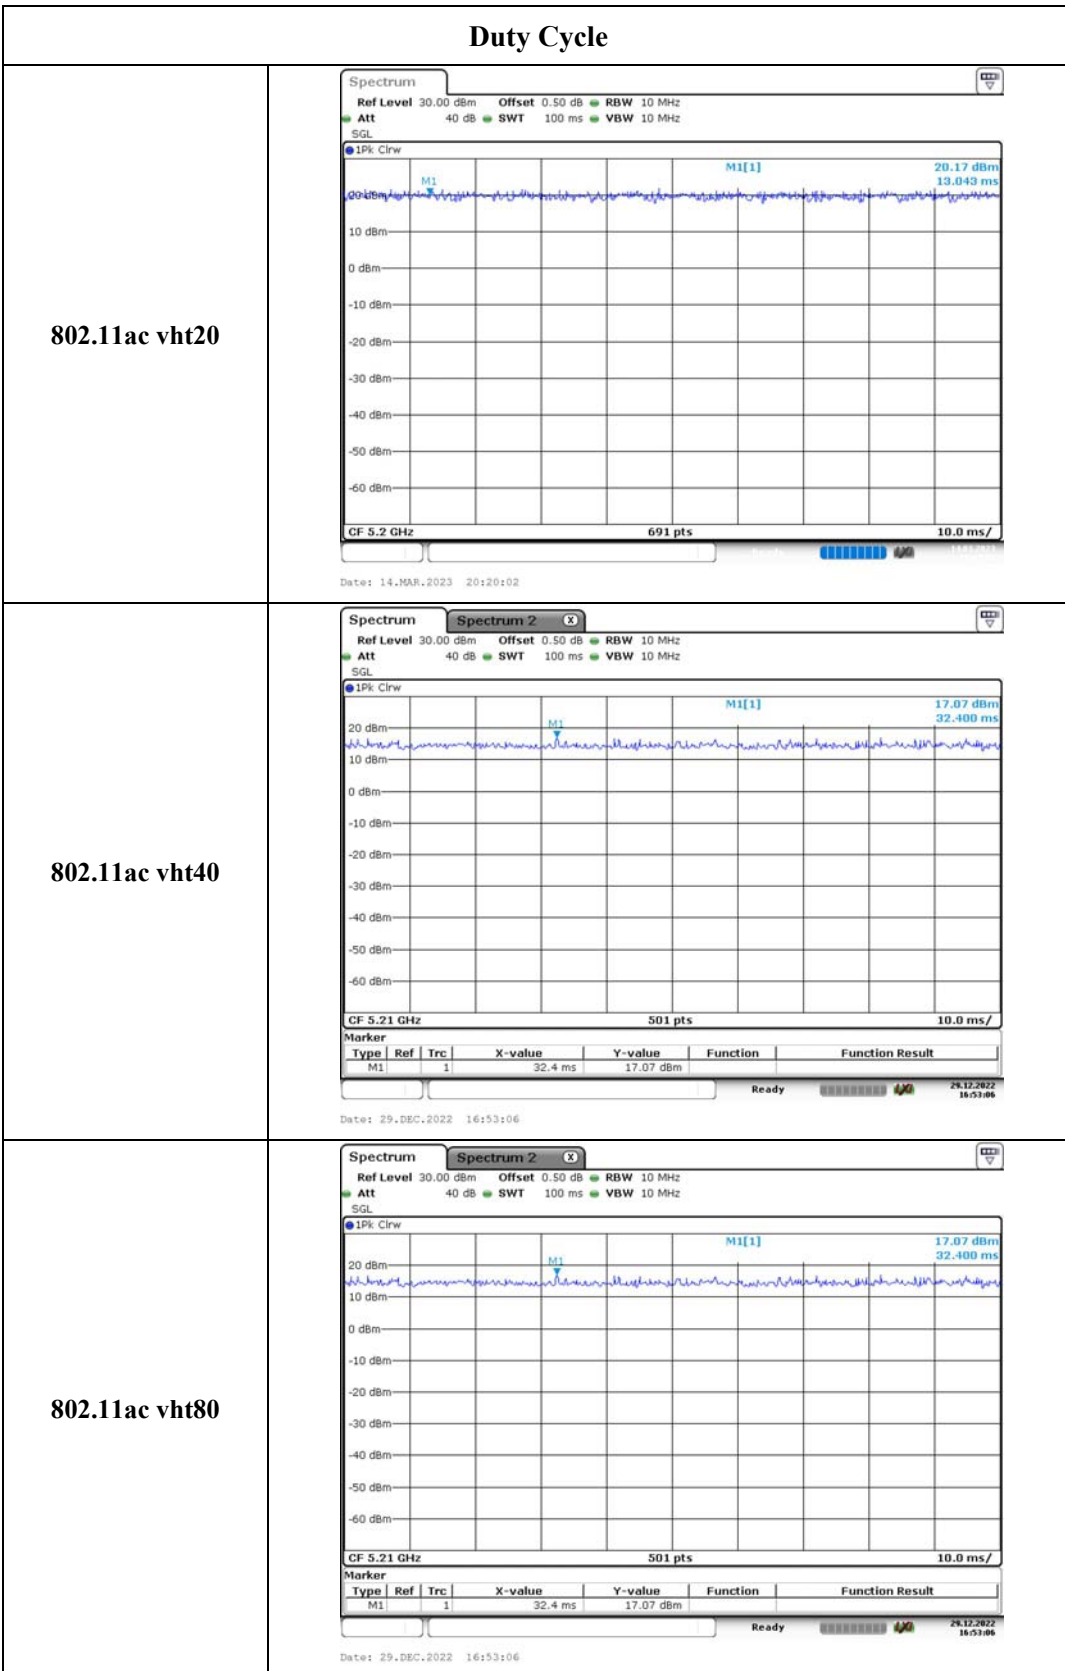 Duty Cycle
802.11ac vht20
Spectrum
Ref Level 30.00 dBm Offset 0.50 dB RBW 10 MHz
Att 40 dB SWT 100 ms VBW 10 MHz
SGL
1Pk Clrw
M1[1] 20.17 dBm
13.043 ms
M1
20 dBm
10 dBm
0 dBm
-10 dBm
-20 dBm
-30 dBm
-40 dBm
-50 dBm
-60 dBm
CF 5.2 GHz 691 pts 10.0 ms/
Date: 14.MAR.2023 20:20:02
802.11ac vht40
Spectrum Spectrum 2 X
Ref Level 30.00 dBm Offset 0.50 dB RBW 10 MHz
Att 40 dB SWT 100 ms VBW 10 MHz
SGL
1Pk Clrw
M1[1] 17.07 dBm
32.400 ms
M1
20 dBm
10 dBm
0 dBm
-10 dBm
-20 dBm
-30 dBm
-40 dBm
-50 dBm
-60 dBm
CF 5.21 GHz 501 pts 10.0 ms/
Marker
Type Ref Trc X-value Y-value Function Function Result
M1 1 32.4 ms 17.07 dBm
Ready 29.12.2022
16:53:06
Date: 29.DEC.2022 16:53:06
802.11ac vht80
Spectrum Spectrum 2 X
Ref Level 30.00 dBm Offset 0.50 dB RBW 10 MHz
Att 40 dB SWT 100 ms VBW 10 MHz
SGL
1Pk Clrw
M1[1] 17.07 dBm
32.400 ms
M1
20 dBm
10 dBm
0 dBm
-10 dBm
-20 dBm
-30 dBm
-40 dBm
-50 dBm
-60 dBm
CF 5.21 GHz 501 pts 10.0 ms/
Marker
Type Ref Trc X-value Y-value Function Function Result
M1 1 32.4 ms 17.07 dBm
Ready 29.12.2022
16:53:06
Date: 29.DEC.2022 16:53:06